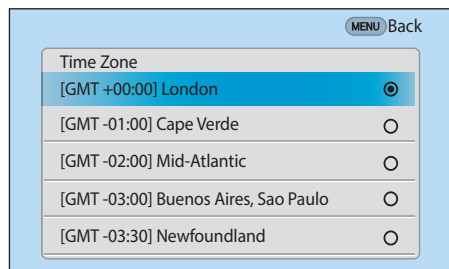 MENU Back
Time Zone
[GMT +00:00] London
[GMT -01:00] Cape Verde
[GMT -02:00] Mid-Atlantic
[GMT -03:00] Buenos Aires, Sao Paulo
[GMT -03:30] Newfoundland